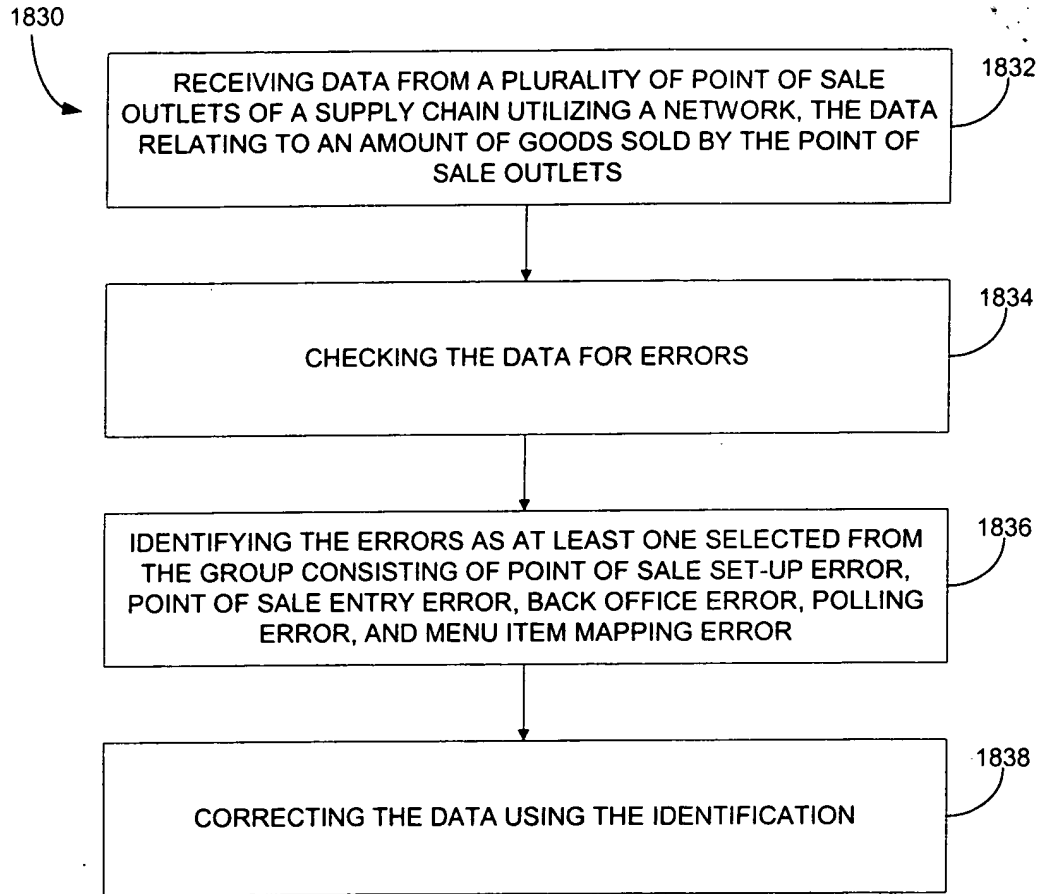 1830
RECEIVING DATA FROM A PLURALITY OF POINT OF SALE
OUTLETS OF A SUPPLY CHAIN UTILIZING A NETWORK, THE DATA
RELATING TO AN AMOUNT OF GOODS SOLD BY THE POINT OF
SALE OUTLETS
1832
CHECKING THE DATA FOR ERRORS
1834
IDENTIFYING THE ERRORS AS AT LEAST ONE SELECTED FROM
THE GROUP CONSISTING OF POINT OF SALE SET-UP ERROR,
POINT OF SALE ENTRY ERROR, BACK OFFICE ERROR, POLLING
ERROR, AND MENU ITEM MAPPING ERROR
1836
CORRECTING THE DATA USING THE IDENTIFICATION
1838